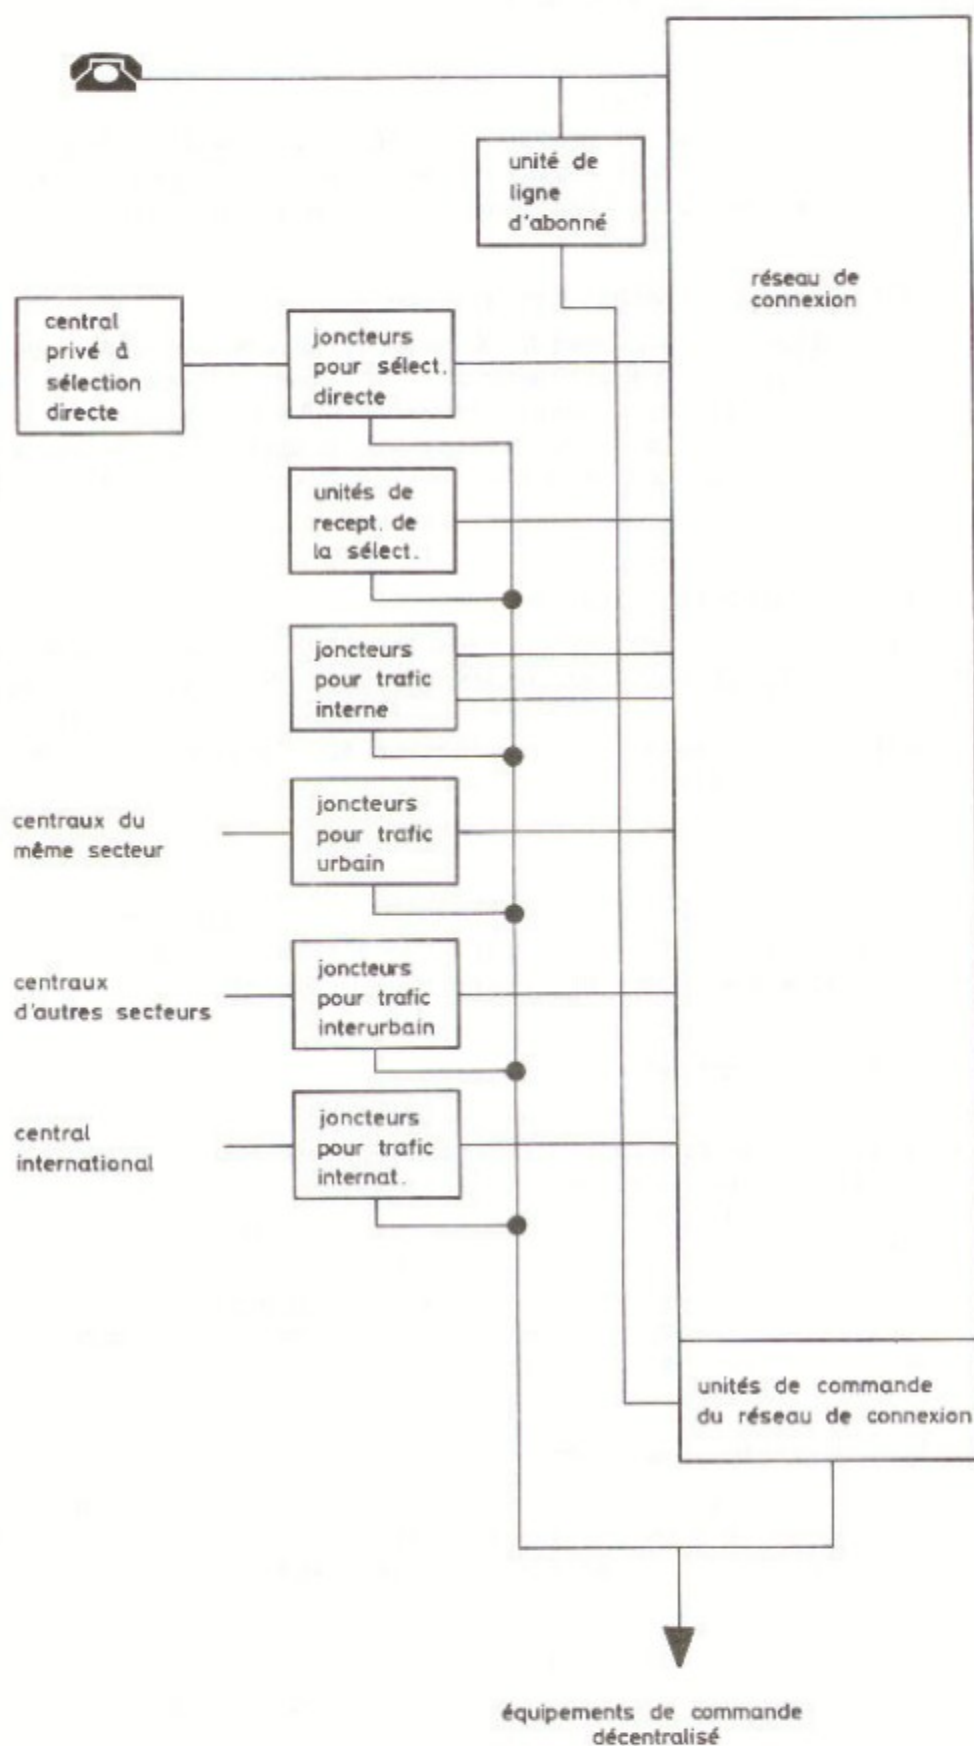 unité de
ligne
d'abonné
réseau de
connexion
central
privé à
sélection
directe
joncteurs
pour sélect.
directe
unités de
recept. de
la sélect.
joncteurs
pour trafic
interne
centraux du
même secteur
joncteurs
pour trafic
urbain
centraux
d'autres secteurs
joncteurs
pour trafic
interurbain
central
international
joncteurs
pour trafic
internat.
unités de commande
du réseau de connexion
équipements de commande
décentralisé